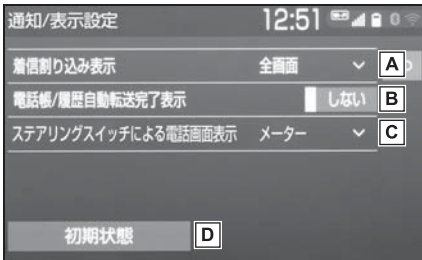 通知/表示設定 12:51
着信割り込み表示 全画面 A
電話帳/履歴自動転送完了表示 しない B
ステアリングスイッチによる電話画面表示 メーター C
初期状態 D